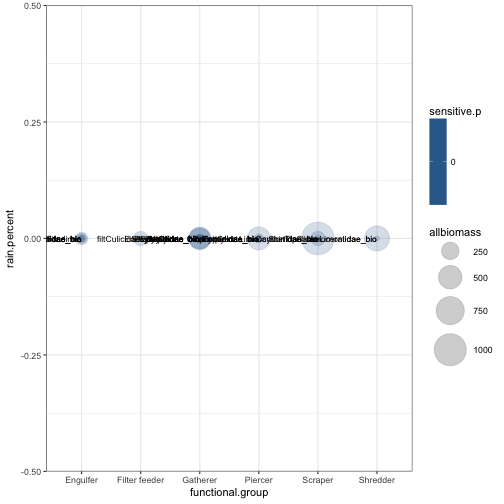 0.50
0.25
0.00
-0.25
-0.50
rain.percent
Engulfer Filter feeder Gatherer Piercer Scraper Shredder
functional.group
sensitive.p
0
allbiomass
250
500
750
1000